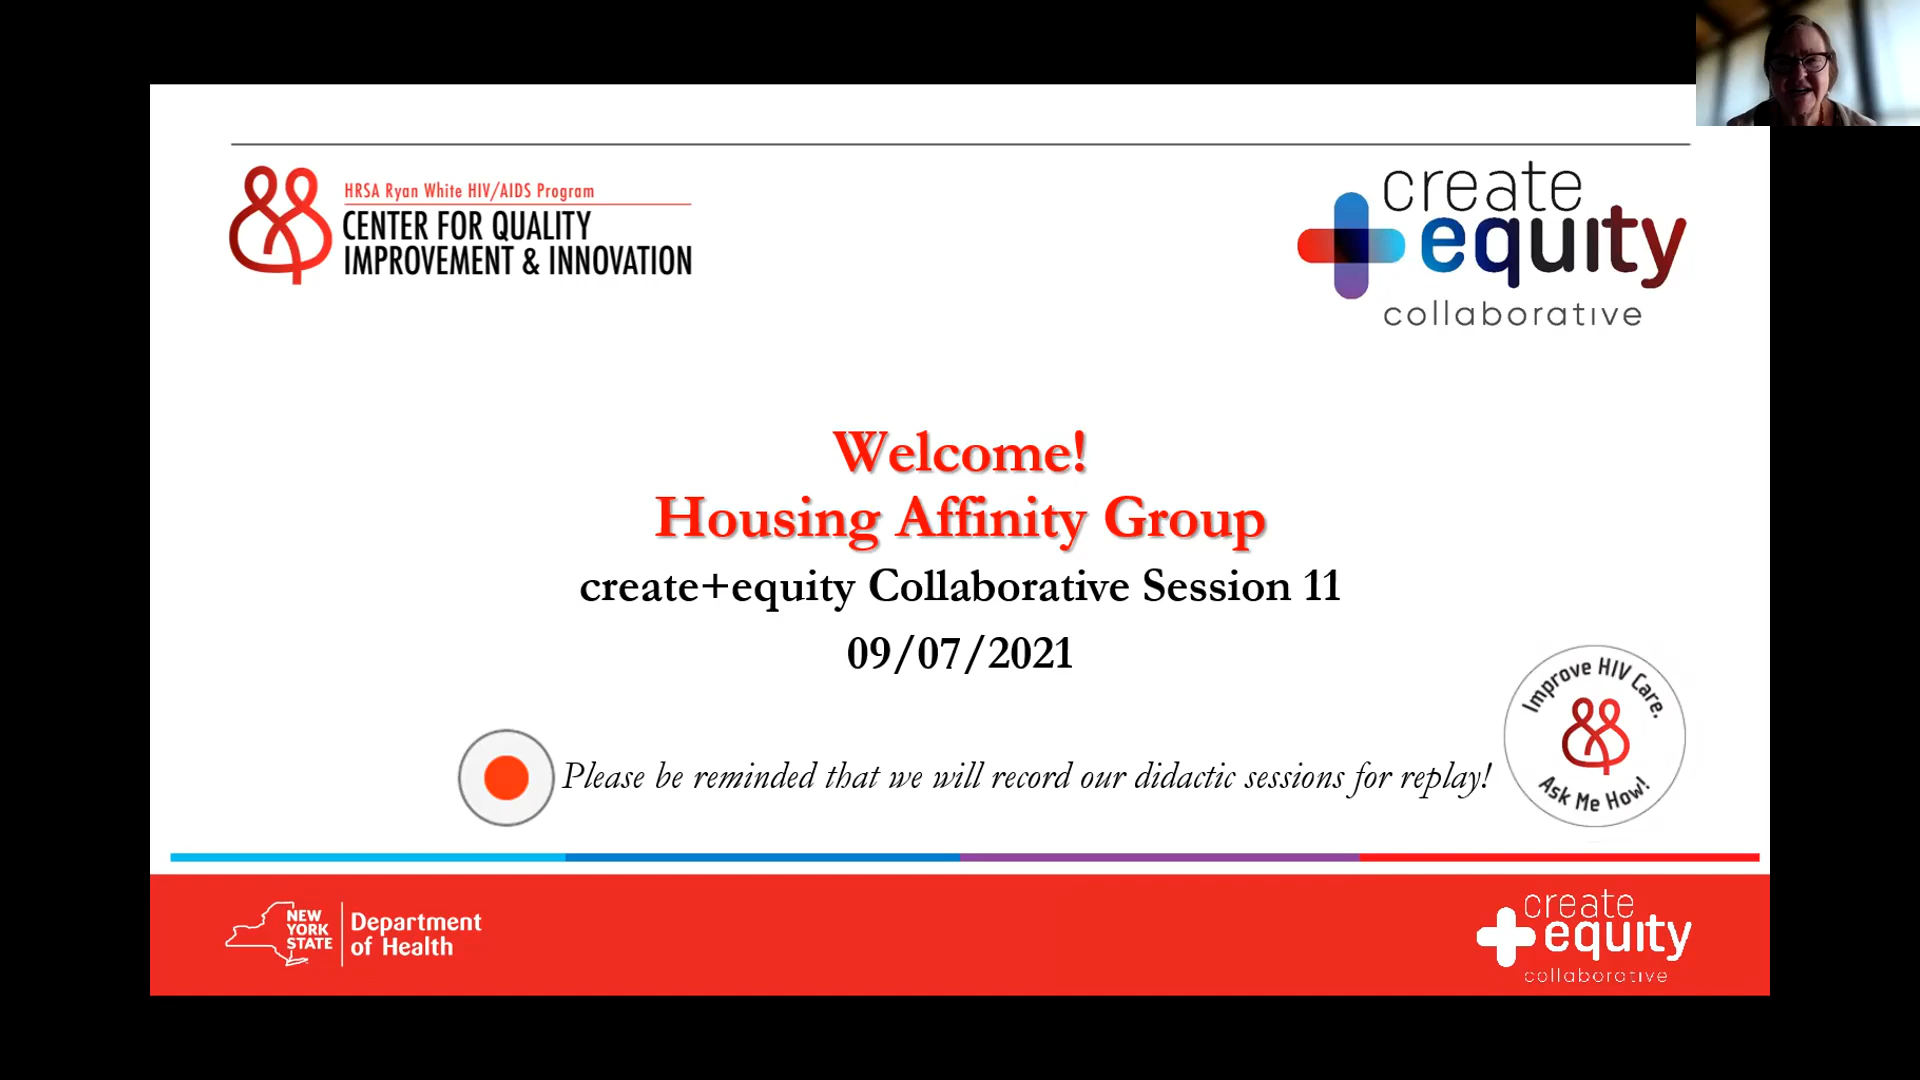 HRSA Ryan White HIV/AIDS Program
CENTER FOR QUALITY
IMPROVEMENT & INNOVATION
create
equity
collaborative
Welcome!
Housing Affinity Group
create+equity Collaborative Session 11
09/07/2021
Please be reminded that we will record our didactic sessions for replay!
Improve HIV Care.
Ask Me How!
NEW
YORK
STATE
Department
of Health
create
equity
collaborative